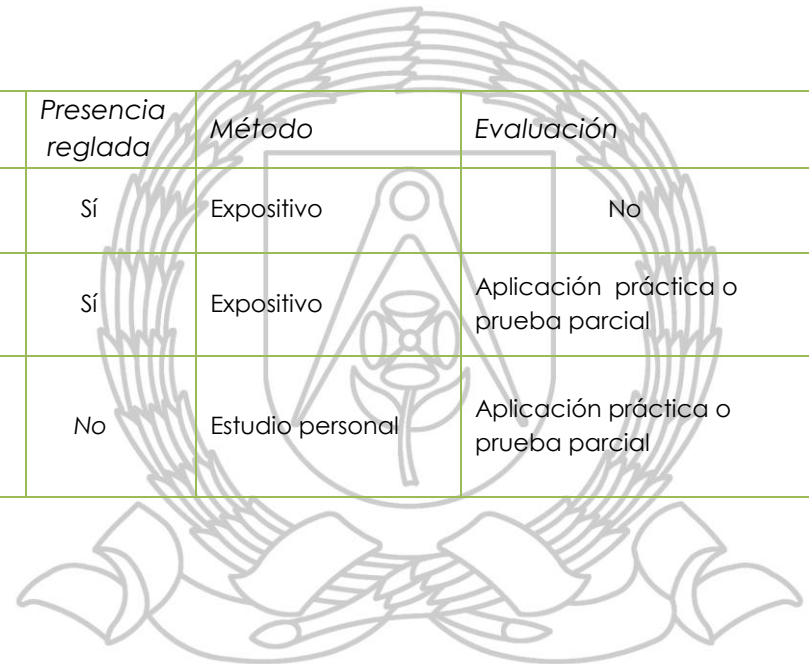 Presencia
reglada
Método
Evaluación
Sí
Expositivo
No
Sí
Expositivo
Aplicación práctica o
prueba parcial
No
Estudio personal
Aplicación práctica o
prueba parcial